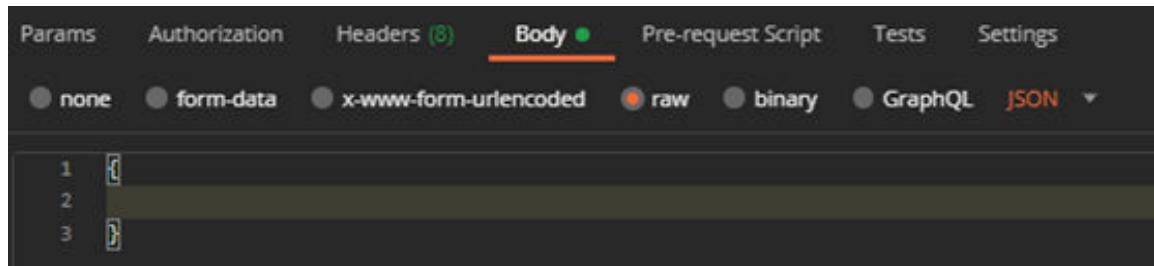 Params Authorization Headers (8) Body Pre-request Script Tests Settings
none form-data x-www-form-urlencoded raw binary GraphQL JSON
1 {
2
3 }